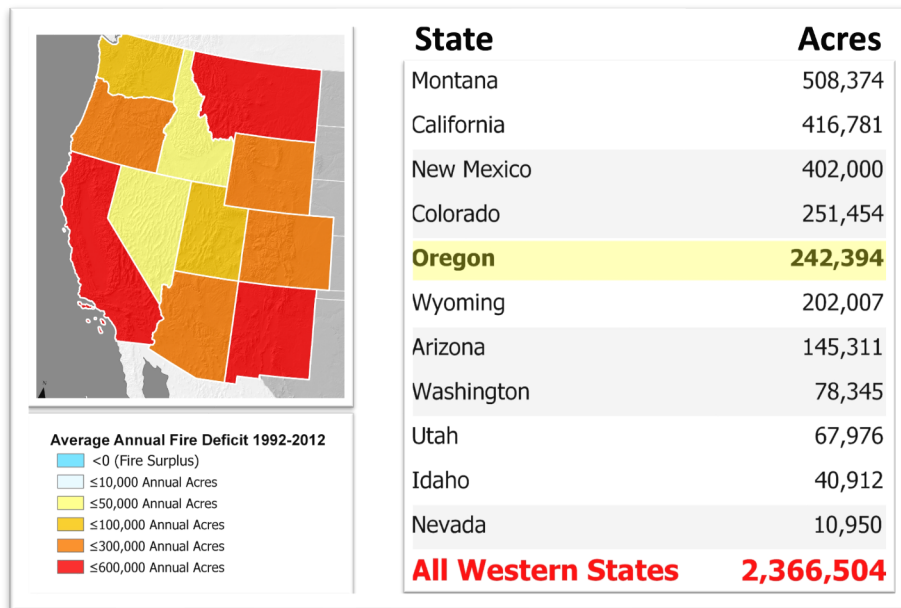 State Acres
Montana 508,374
California 416,781
New Mexico 402,000
Colorado 251,454
Oregon 242,394
Wyoming 202,007
Arizona 145,311
Washington 78,345
Utah 67,976
Idaho 40,912
Nevada 10,950
All Western States 2,366,504
Average Annual Fire Deficit 1992-2012
<0 (Fire Surplus)
≤10,000 Annual Acres
≤50,000 Annual Acres
≤100,000 Annual Acres
≤300,000 Annual Acres
≤600,000 Annual Acres